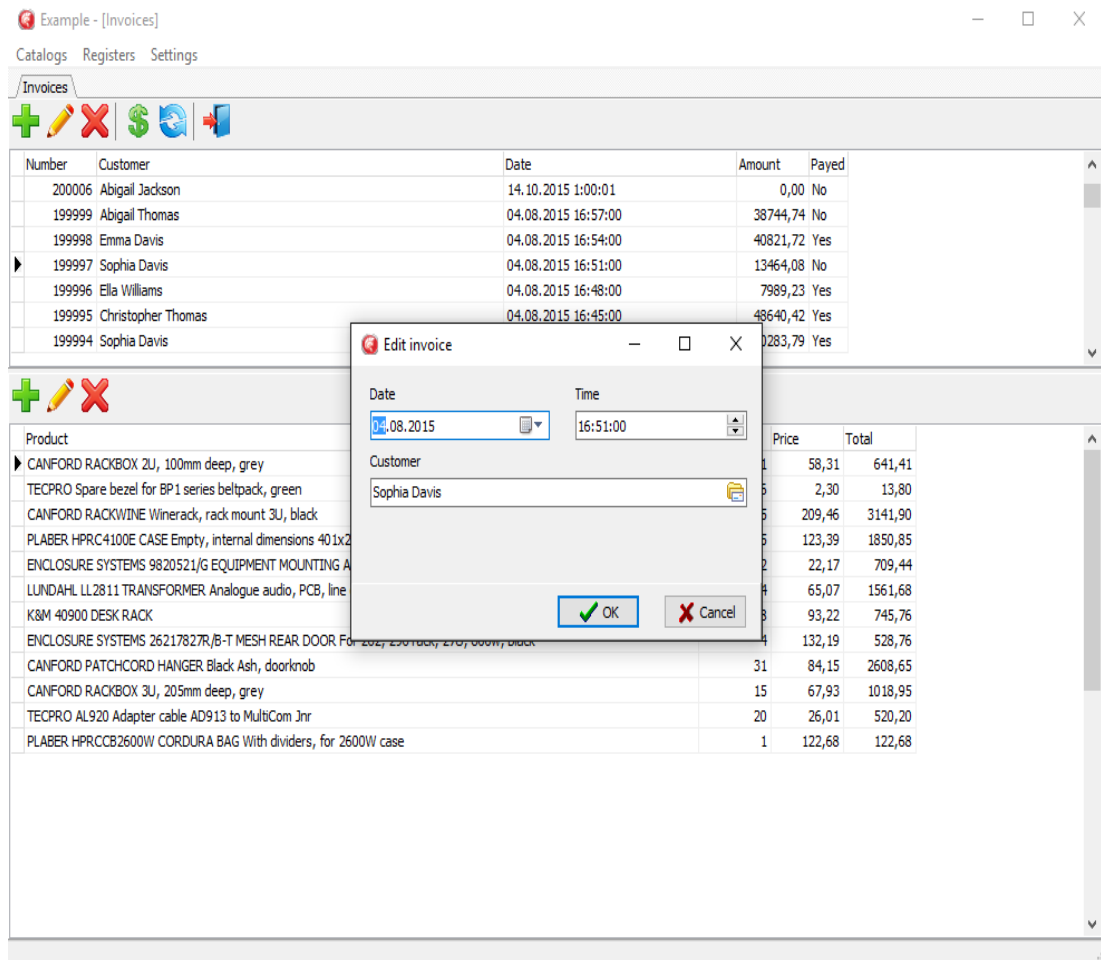 Example - [Invoices]
Catalogs Registers Settings
Invoices
Number Customer Date Amount Payed
200006 Abigail Jackson 14.10.2015 1:00:01 0,00 No
199999 Abigail Thomas 04.08.2015 16:57:00 38744,74 No
199998 Emma Davis 04.08.2015 16:54:00 40821,72 Yes
199997 Sophia Davis 04.08.2015 16:51:00 13464,08 No
199996 Ella Williams 04.08.2015 16:48:00 7989,23 Yes
199995 Christopher Thomas 04.08.2015 16:45:00 48640,42 Yes
199994 Sophia Davis 0283,79 Yes
Edit invoice
Date Time
04.08.2015 16:51:00
Customer
Sophia Davis
OK Cancel
Product Price Total
CANFORD RACKBOX 2U, 100mm deep, grey 1 58,31 641,41
TECPRO Spare bezel for BP1 series beltpack, green 2,30 13,80
CANFORD RACKWINE Winerack, rack mount 3U, black 5 209,46 3141,90
PLABER HPRC4100E CASE Empty, internal dimensions 401x2 5 123,39 1850,85
ENCLOSURE SYSTEMS 9820521/G EQUIPMENT MOUNTING A 2 22,17 709,44
LUNDAHL LL2811 TRANSFORMER Analogue audio, PCB, line 4 65,07 1561,68
K&M 40900 DESK RACK 93,22 745,76
ENCLOSURE SYSTEMS 26217827R/B-T MESH REAR DOOR For black 4 132,19 528,76
CANFORD PATCHCORD HANGER Black Ash, doorknob 31 84,15 2608,65
CANFORD RACKBOX 3U, 205mm deep, grey 15 67,93 1018,95
TECPRO AL920 Adapter cable AD913 to MultiCom Jnr 20 26,01 520,20
PLABER HPRCCB2600W CORDURA BAG With dividers, for 2600W case 1 122,68 122,68